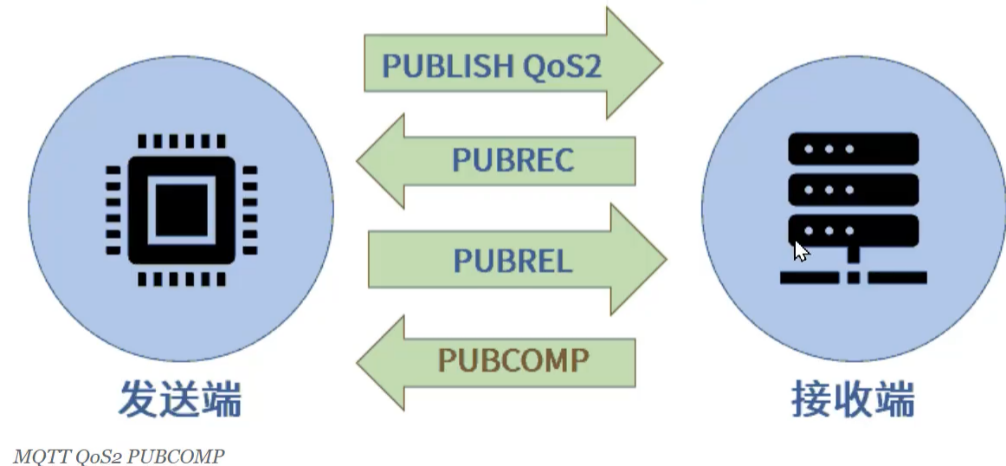 PUBLISH QoS2
PUBREC
PUBREL
PUBCOMP
发送端
接收端
MQTT QoS2 PUBCOMP